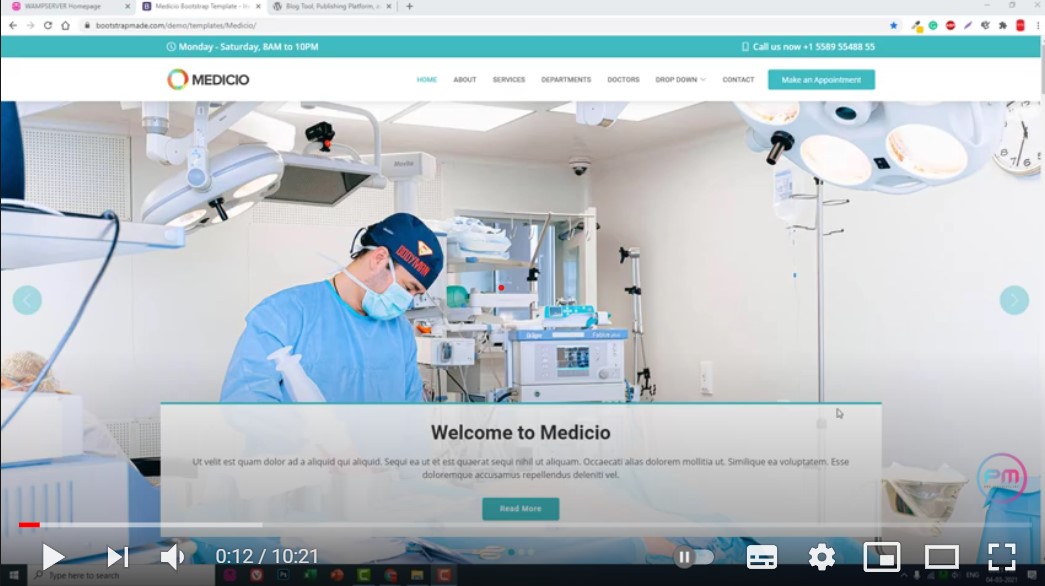 WAMPSERVER Homepage
Medicio Bootstrap Template - In
Blog Tool, Publishing Platform, a
bootstrapmade.com/demo/templates/Medicio/
Monday - Saturday, 8AM to 10PM
Call us now +1 5589 55488 55
MEDICIO
HOME ABOUT SERVICES DEPARTMENTS DOCTORS DROP DOWN CONTACT Make an Appointment
Welcome to Medicio
Ut velit est quam dolor ad a aliquid qui aliquid. Sequi ea ut et est quaerat sequi nihil ut aliquam. Occaecati alias dolorem mollitia ut. Similique ea voluptatem. Esse
doloremque accusamus repellendus deleniti vel.
Read More
PM
0:12 / 10:21
Type here to search
ENG
04-02-2021